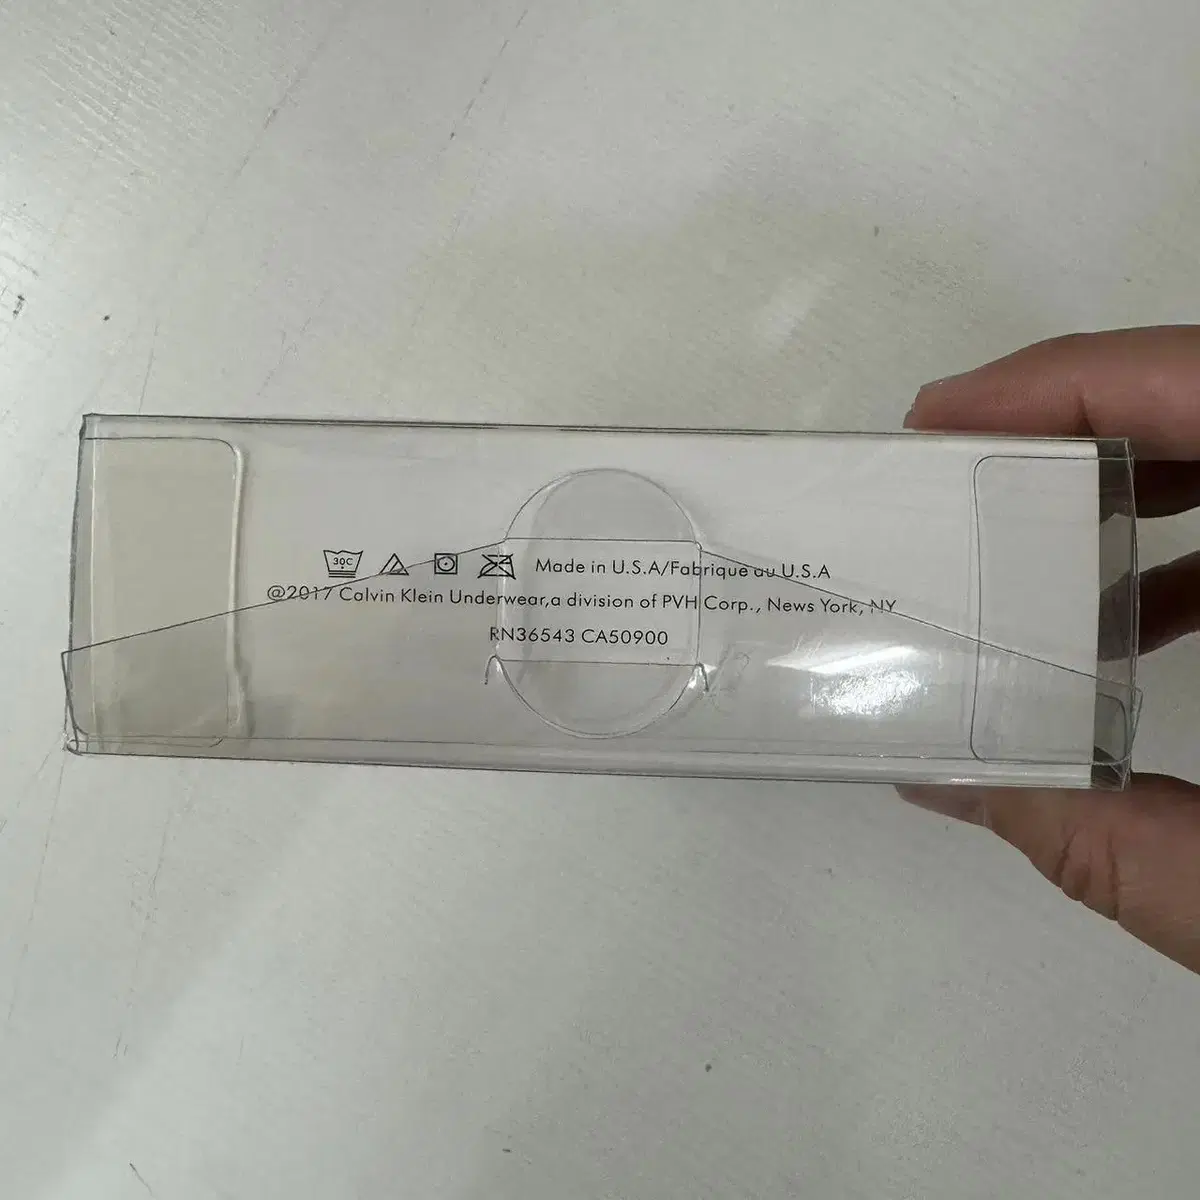 30C Made in U.S.A/Fabrique au U.S.A
@2017 Calvin Klein Underwear,a division of PVH Corp., News York, NY
RN36543 CA50900